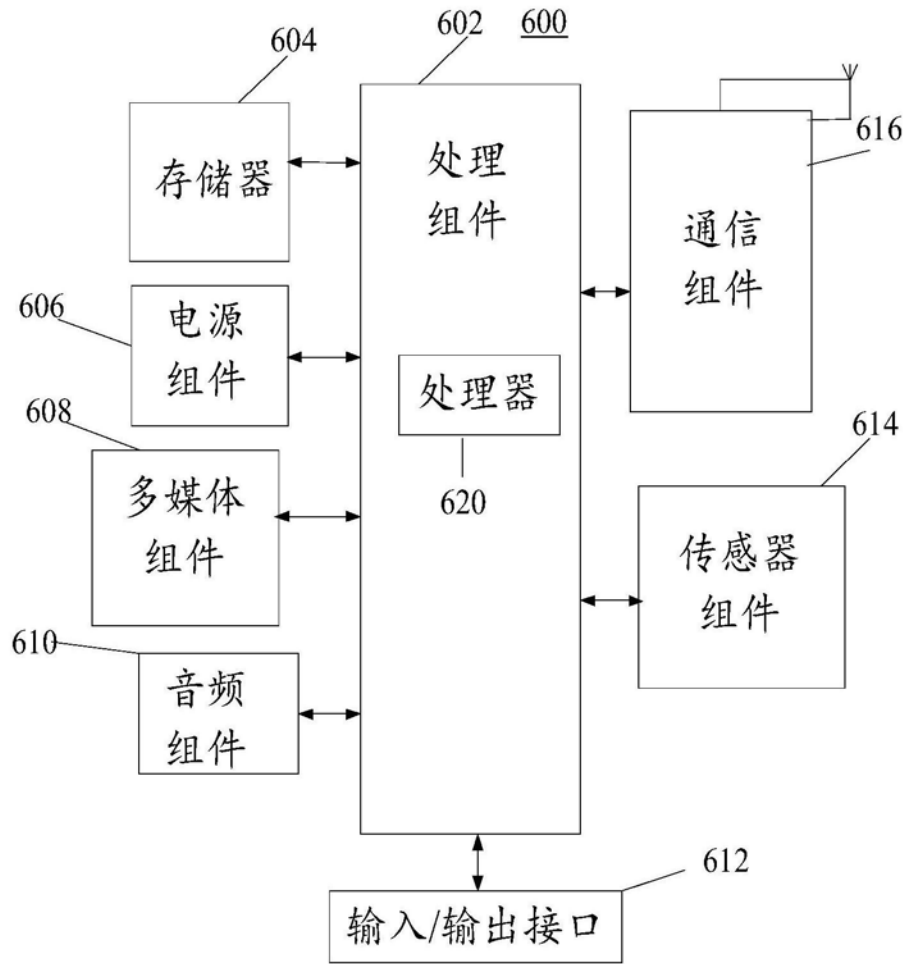 600
602
604
存储器
处理
组件
616
通信
组件
606
电源
组件
处理器
620
608
多媒体
组件
614
传感器
组件
610
音频
组件
612
输入/输出接口